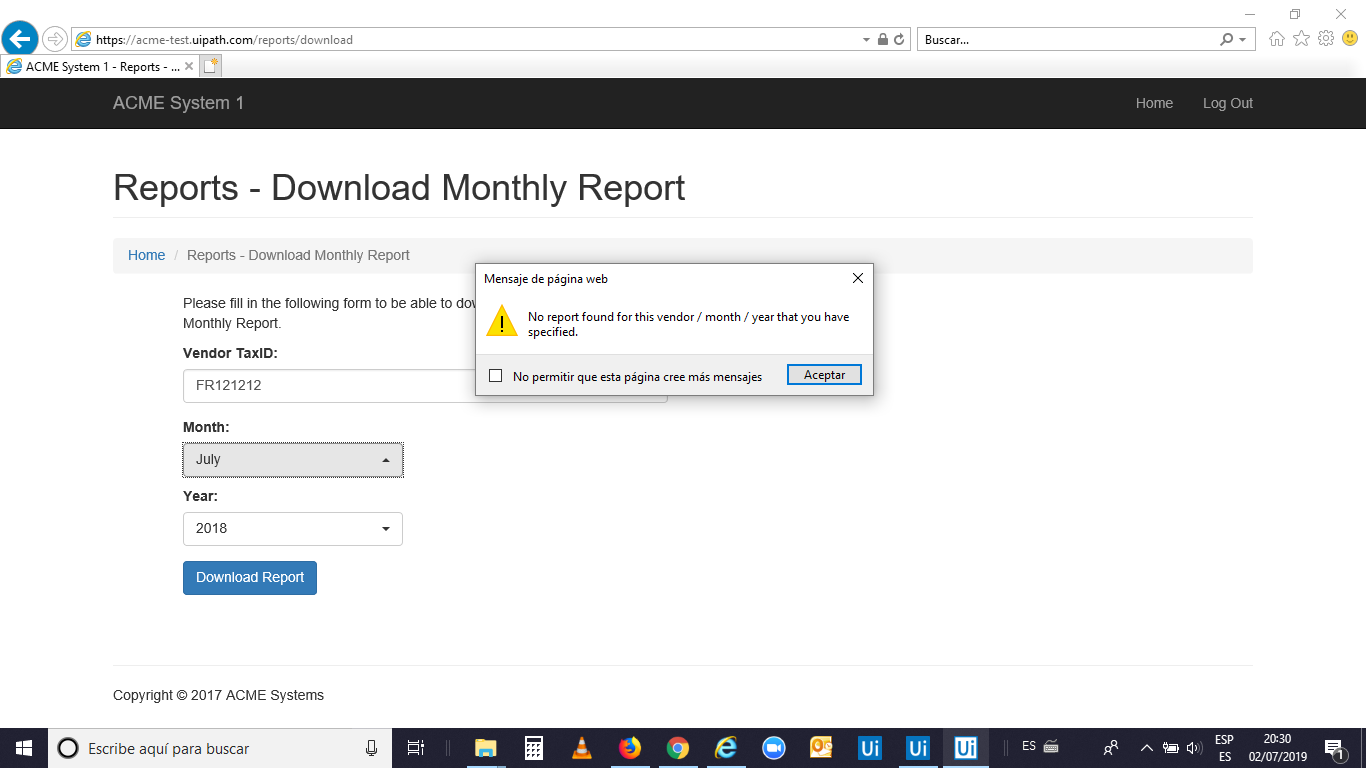 https://acme-test.uipath.com/reports/download
Buscar...
ACME System 1 - Reports - ...
ACME System 1
Home
Log Out
Reports - Download Monthly Report
Home / Reports - Download Monthly Report
Mensaje de página web
No report found for this vendor / month / year that you have
specified.
No permitir que esta página cree más mensajes
Aceptar
Please fill in the following form to be able to
Monthly Report.
Vendor TaxID:
FR121212
Month:
July
Year:
2018
Download Report
Copyright © 2017 ACME Systems
Escribe aquí para buscar
Ui
Ui
Ui
ES
ESP
ES
20:30
02/07/2019
1